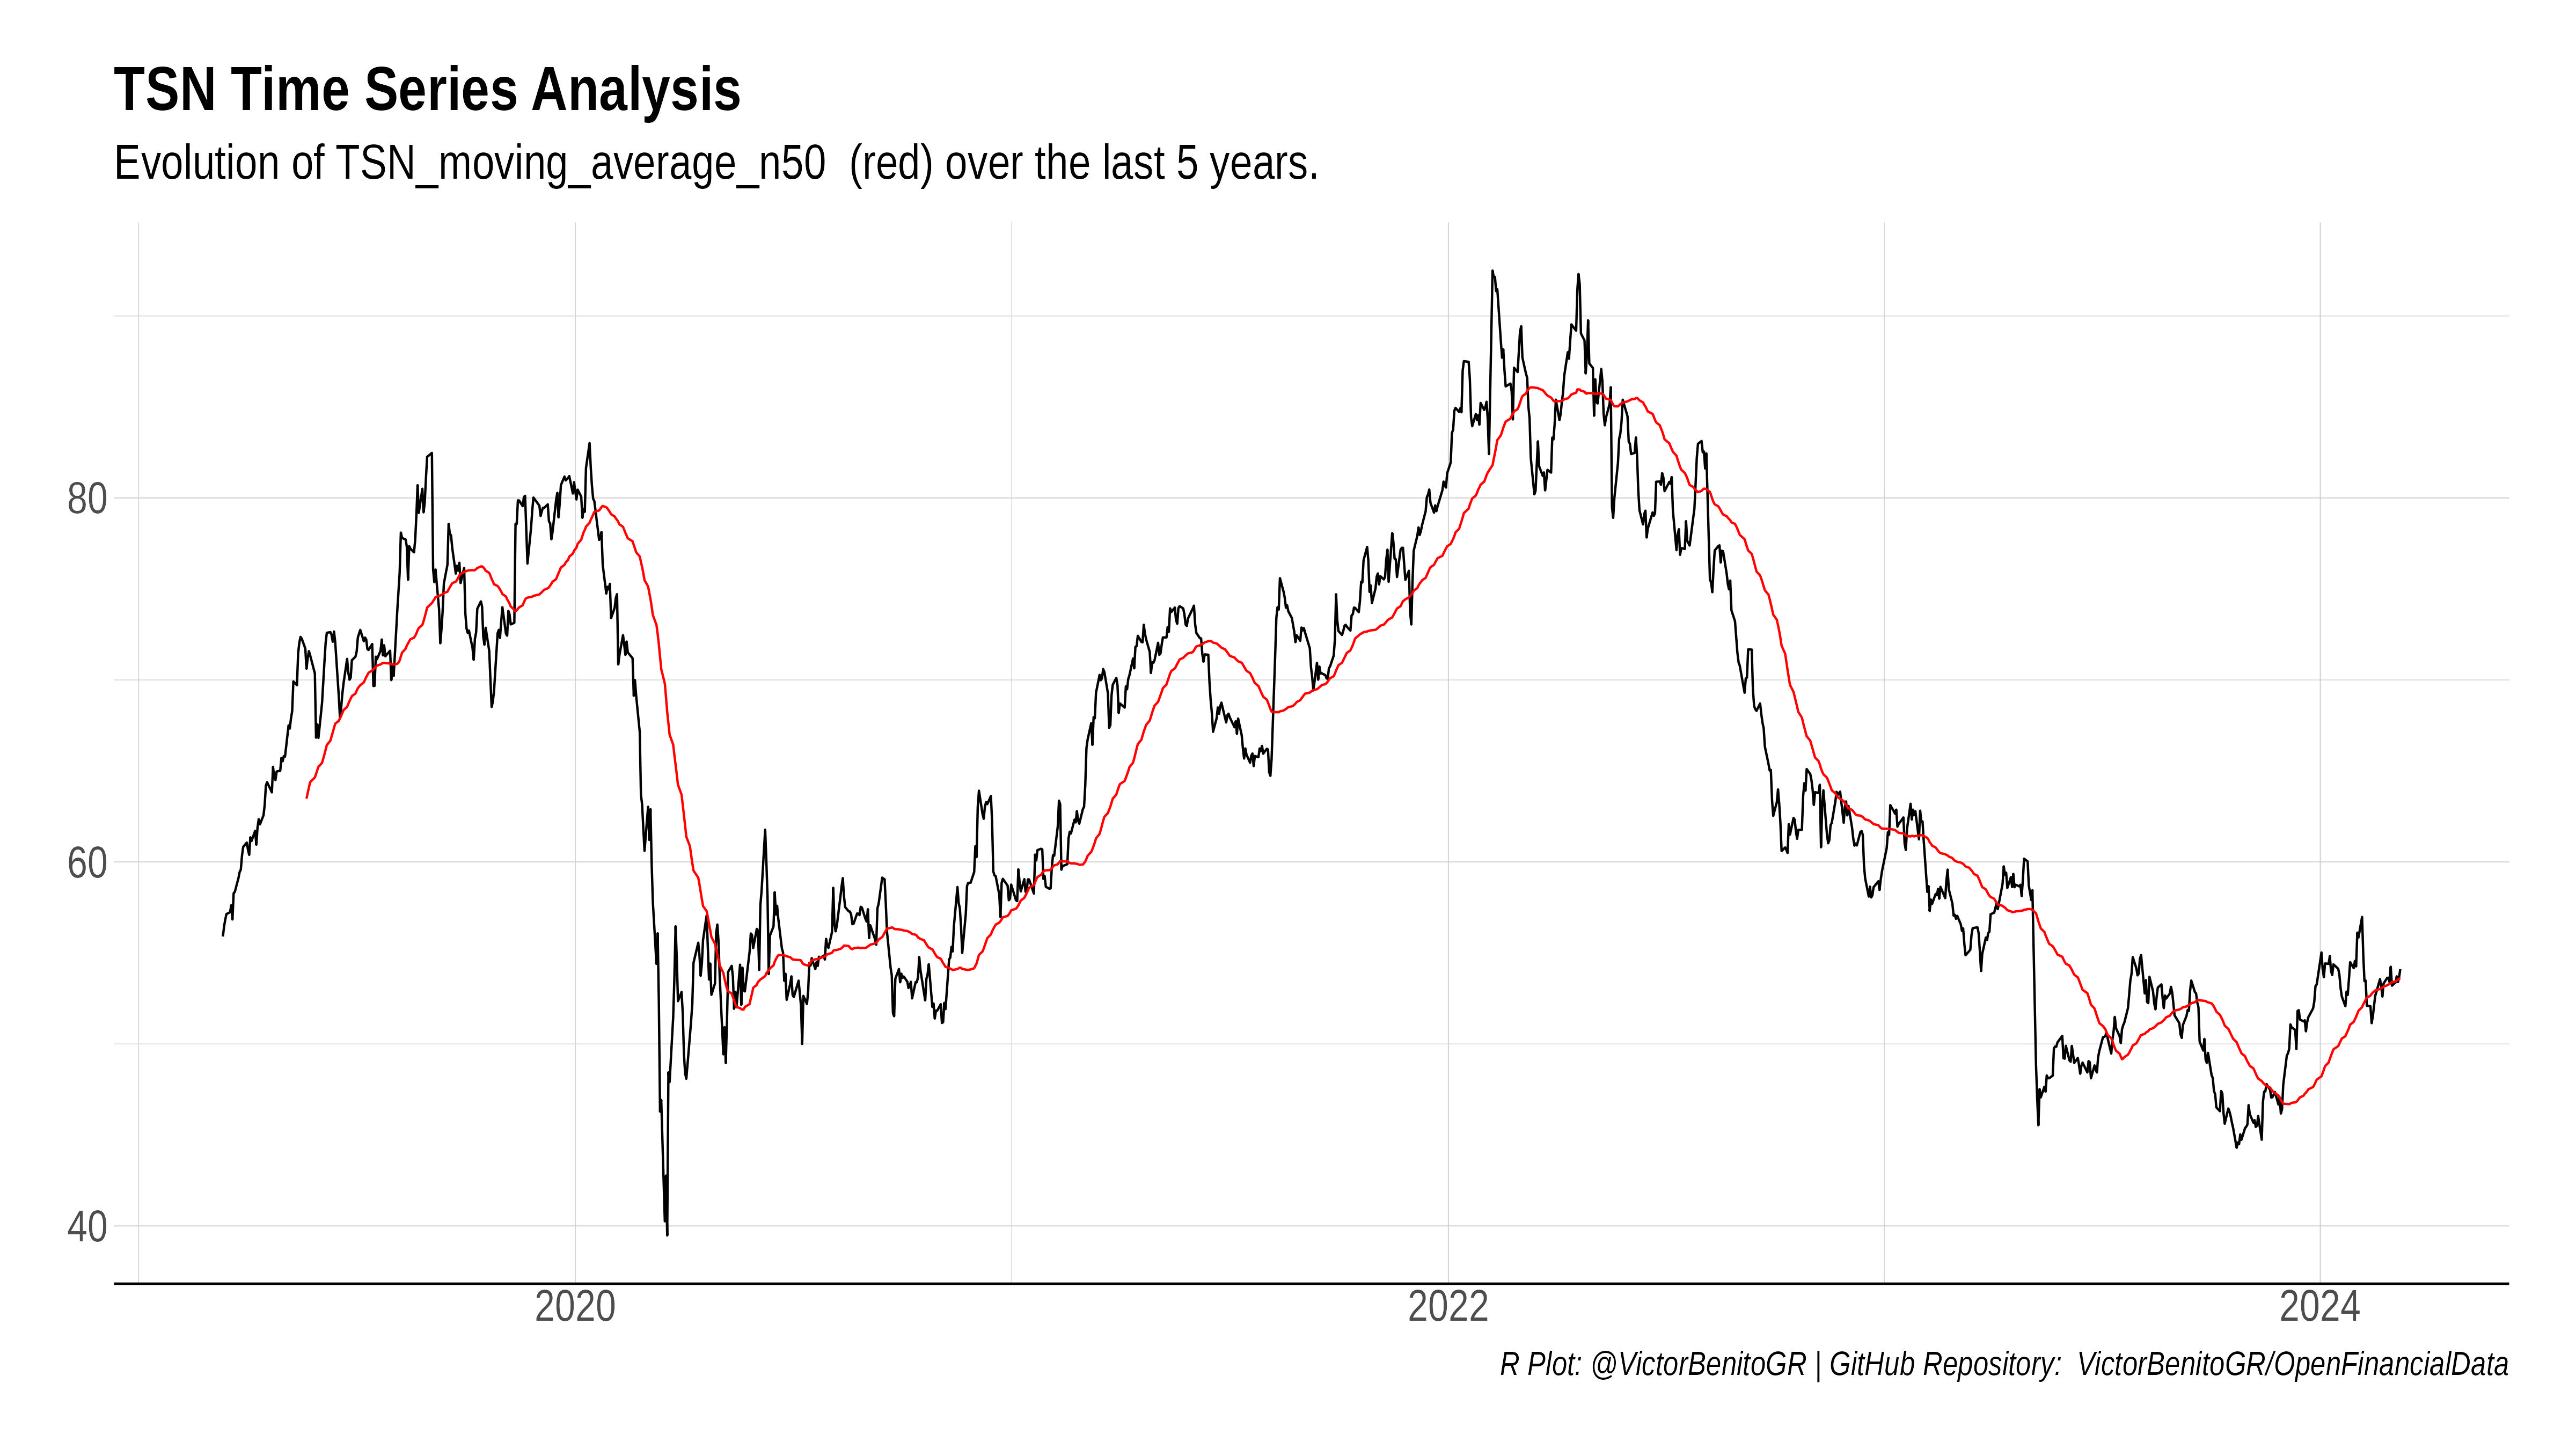 TSN Time Series Analysis
Evolution of TSN_moving_average_n50  (red) over the last 5 years.
80
60
40
2020 2022 2024
R Plot: @VictorBenitoGR | GitHub Repository:  VictorBenitoGR/OpenFinancialData